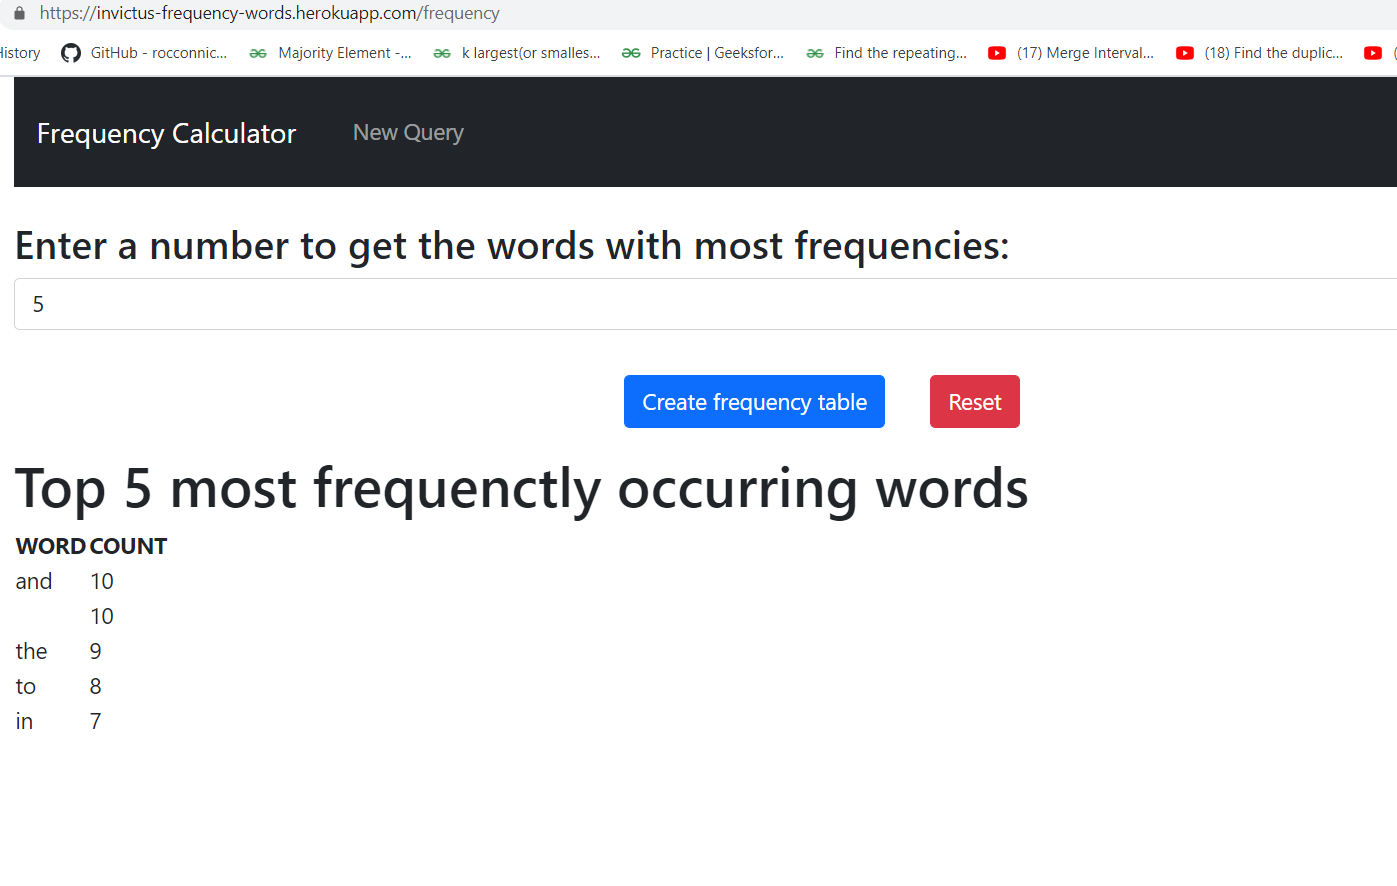 https://invictus-frequency-words.herokuapp.com/frequency
History GitHub - rocconnic... Majority Element -... k largest(or smalles... Practice | Geeksfor... Find the repeating... (17) Merge Interval... (18) Find the duplic... (
Frequency Calculator New Query
Enter a number to get the words with most frequencies:
5
Create frequency table Reset
Top 5 most frequenctly occurring words
WORD COUNT
and 10
10
the 9
to 8
in 7